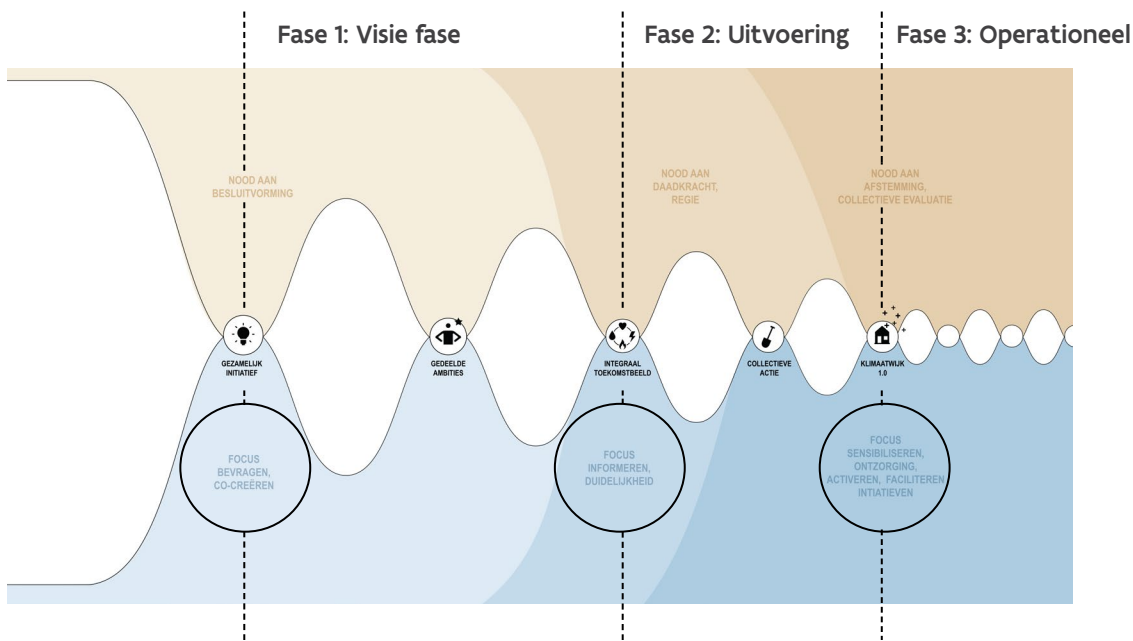 Fase 1: Visie fase
Fase 2: Uitvoering
Fase 3: Operationeel
NOOD AAN
BESLUITVORMING
NOOD AAN
DAADKRACHT,
REGIE
NOOD AAN
AFSTEMMING,
COLLECTIEVE EVALUATIE
GEZAMELIJK
INITIATIEF
GEDEELDE
AMBITIES
INTEGRAAL
TOEKOMSTBEELD
COLLECTIEVE
ACTIE
KLIMAATWIJK
1.0
FOCUS
BEVRAGEN,
CO-CREËREN
FOCUS
INFORMEREN,
DUIDELIJKHEID
FOCUS
SENSIBILISEREN,
ONTZORGING,
ACTIVEREN, FACILITEREN
INTIATIEVEN